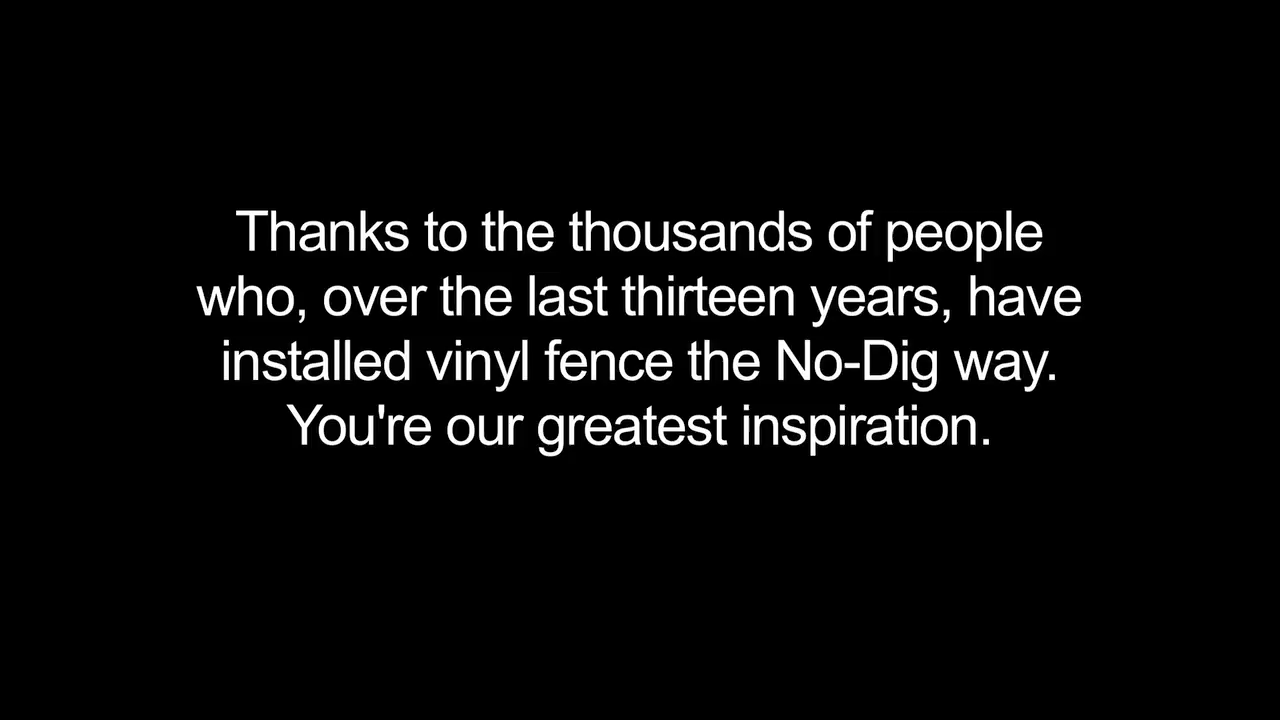 Thanks to the thousands of people
who, over the last thirteen years, have
installed vinyl fence the No-Dig way.
You're our greatest inspiration.